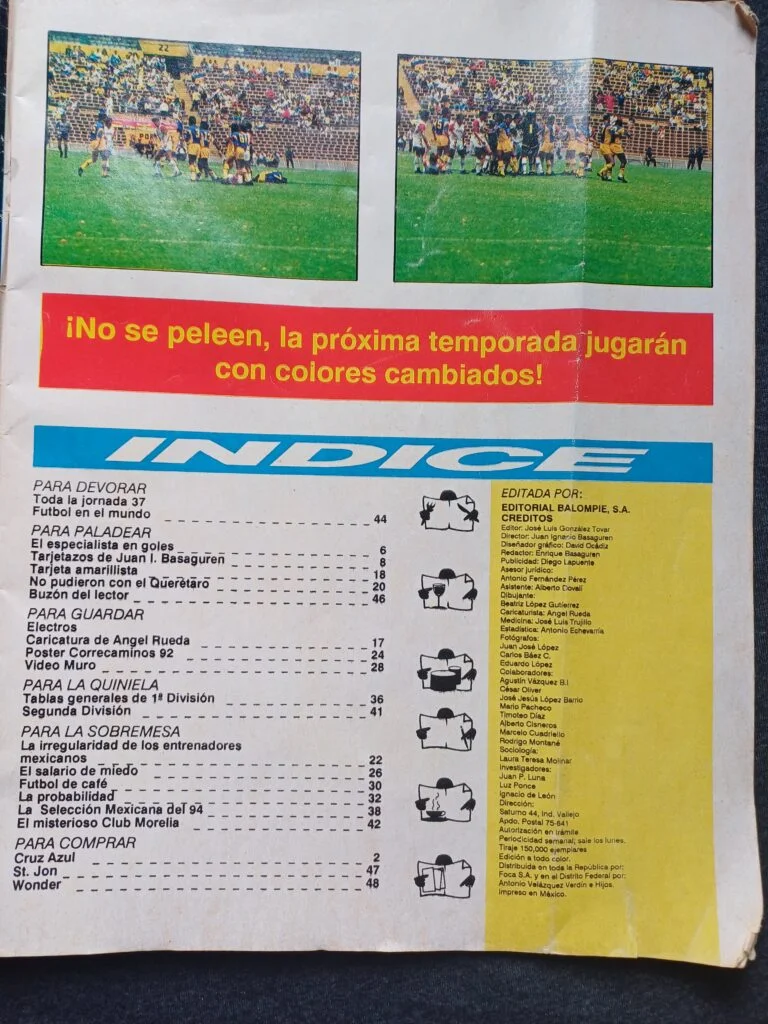 22
¡No se peleen, la próxima temporada jugarán
con colores cambiados!
INDICE
PARA DEVORAR
Toda la jornada 37
Futbol en el mundo 44
PARA PALADEAR
El especialista en goles 6
Tarjetazos de Juan I. Basaguren 8
Tarjeta amarillista 18
No pudieron con el Querétaro 20
Buzón del lector 46
PARA GUARDAR
Electros
Caricatura de Angel Rueda 17
Poster Correcaminos 92 24
Video Muro 28
PARA LA QUINIELA
Tablas generales de 1ª División 36
Segunda División 41
PARA LA SOBREMESA
La irregularidad de los entrenadores
mexicanos 22
El salario de miedo 26
Futbol de café 30
La probabilidad 32
La Selección Mexicana del 94 38
El misterioso Club Morelia 42
PARA COMPRAR
Cruz Azul 2
St. Jon 47
Wonder 48
EDITADA POR:
EDITORIAL BALOMPIE, S.A.
CREDITOS
Editor: José Luis González Tovar
Director: Juan Ignacio Basaguren
Diseñador gráfico: David Ocádiz
Redactor: Enrique Basaguren
Publicidad: Diego Lapuente
Asesor jurídico:
Antonio Fernández Pérez
Asistente: Alberto Dovalí
Dibujante:
Beatriz López Gutierrez
Caricaturista: Angel Rueda
Medicina: José Luis Trujillo
Estadística: Antonio Echevarría
Fotógrafos:
Juan José López
Carlos Báez C.
Eduardo López
Colaboradores:
Agustín Vázquez B.I.
César Oliver
José Jesús López Barrio
Mario Pacheco
Timoteo Díaz
Alberto Cisneros
Marcelo Cuadriello
Rodrigo Montané
Sociología:
Laura Teresa Molinar
Investigadores:
Juan P. Luna
Luz Ponce
Ignacio de León
Dirección:
Saturno 44, Ind. Vallejo
Apdo. Postal 75-641
Autorización en trámite
Periodicidad semanal, sale los lunes.
Tiraje 150,000 ejemplares
Edición a todo color.
Distribuida en toda la República por:
Foca S.A. y en el Distrito Federal por:
Antonio Velázquez Verdín e Hijos.
Impreso en México.